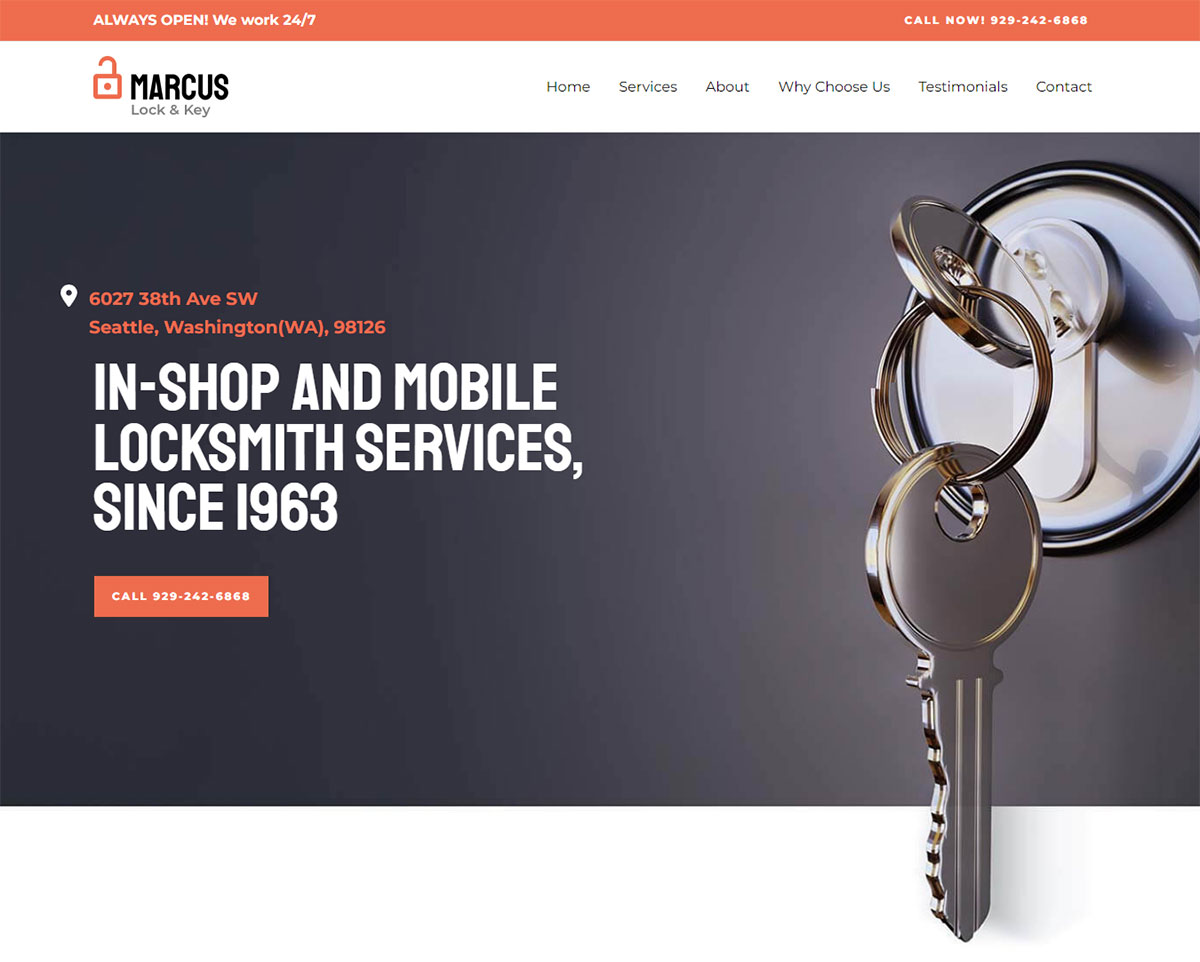 ALWAYS OPEN! We work 24/7
CALL NOW! 929-242-6868
MARCUS
Lock & Key
Home
Services
About
Why Choose Us
Testimonials
Contact
6027 38th Ave SW
Seattle, Washington(WA), 98126
IN-SHOP AND MOBILE
LOCKSMITH SERVICES,
SINCE 1963
CALL 929-242-6868